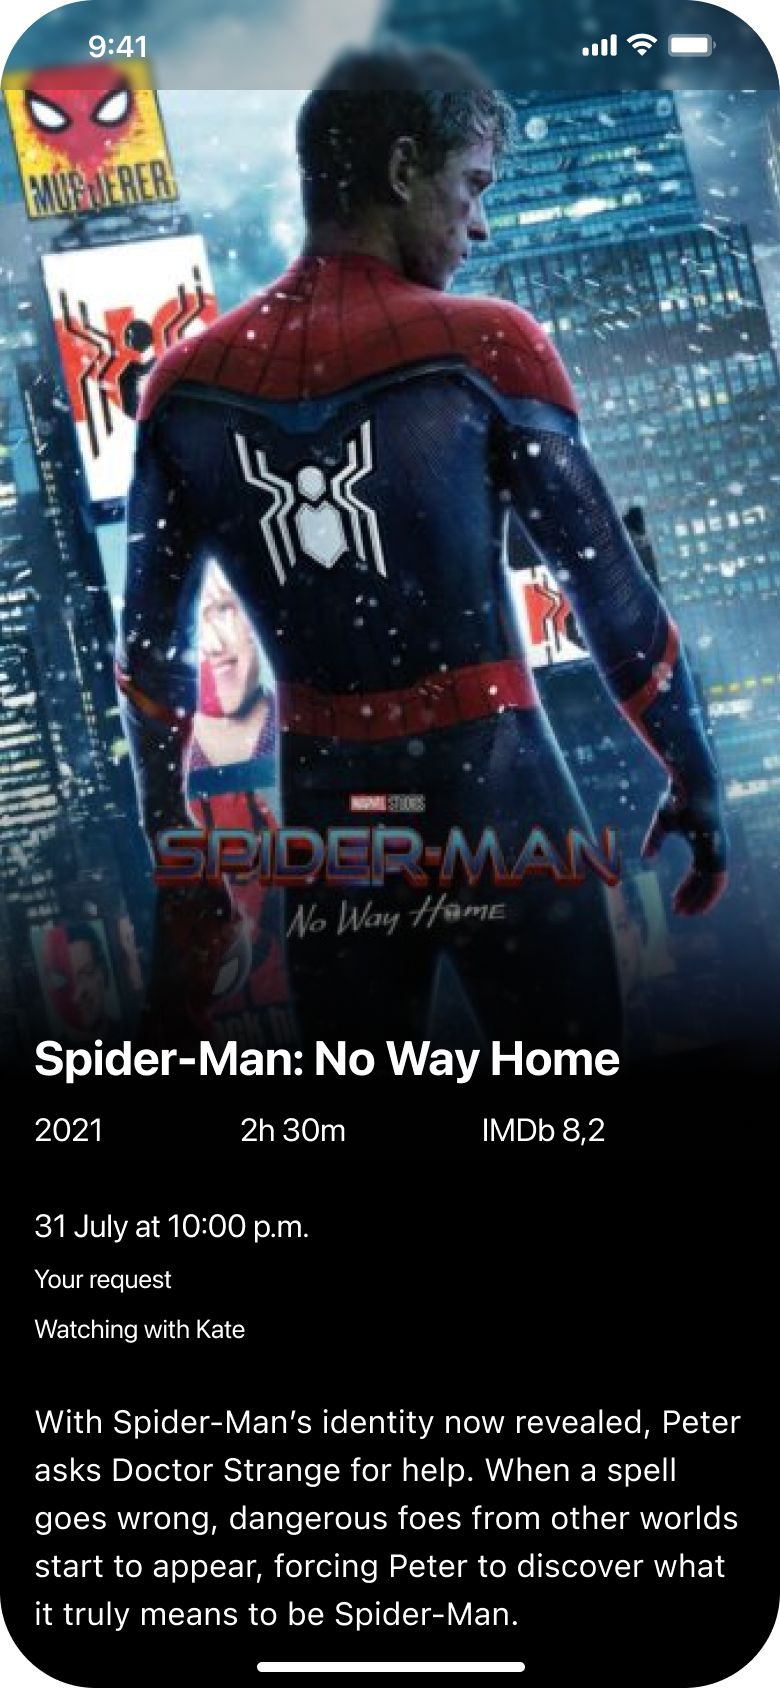 9:41
MURDERER
MARVEL STUDIOS
SPIDER-MAN
No Way Home
Spider-Man: No Way Home
2021 2h 30m IMDb 8,2
31 July at 10:00 p.m.
Your request
Watching with Kate
With Spider-Man’s identity now revealed, Peter
asks Doctor Strange for help. When a spell
goes wrong, dangerous foes from other worlds
start to appear, forcing Peter to discover what
it truly means to be Spider-Man.